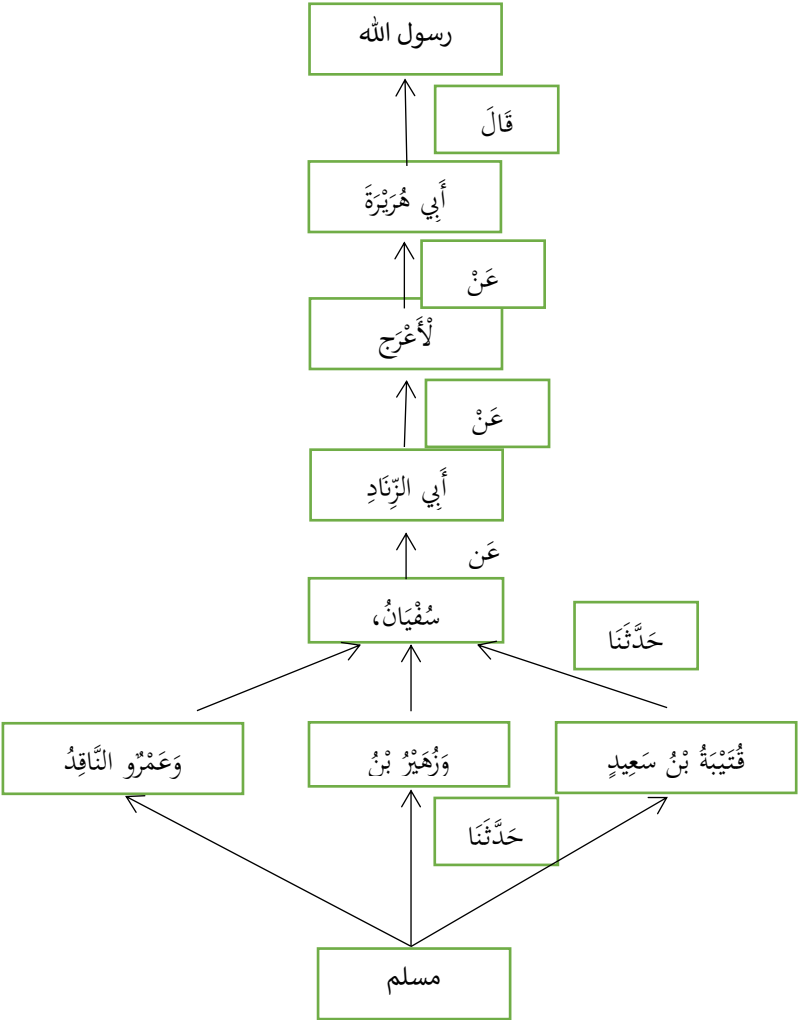 رسول الله
قَالَ
أَبِي هُرَيْرَةَ
عَنْ
لْأَعْرَج
عَنْ
أَبِي الزِّنَادِ
عَن
سُفْيَانُ،
حَدَّثَنَا
قُتَيْبَةُ بْنُ سَعِيدٍ
وَزُهَيْرُ بْنُ
وَعَمْرٌو النَّاقِدُ
حَدَّثَنَا
مسلم